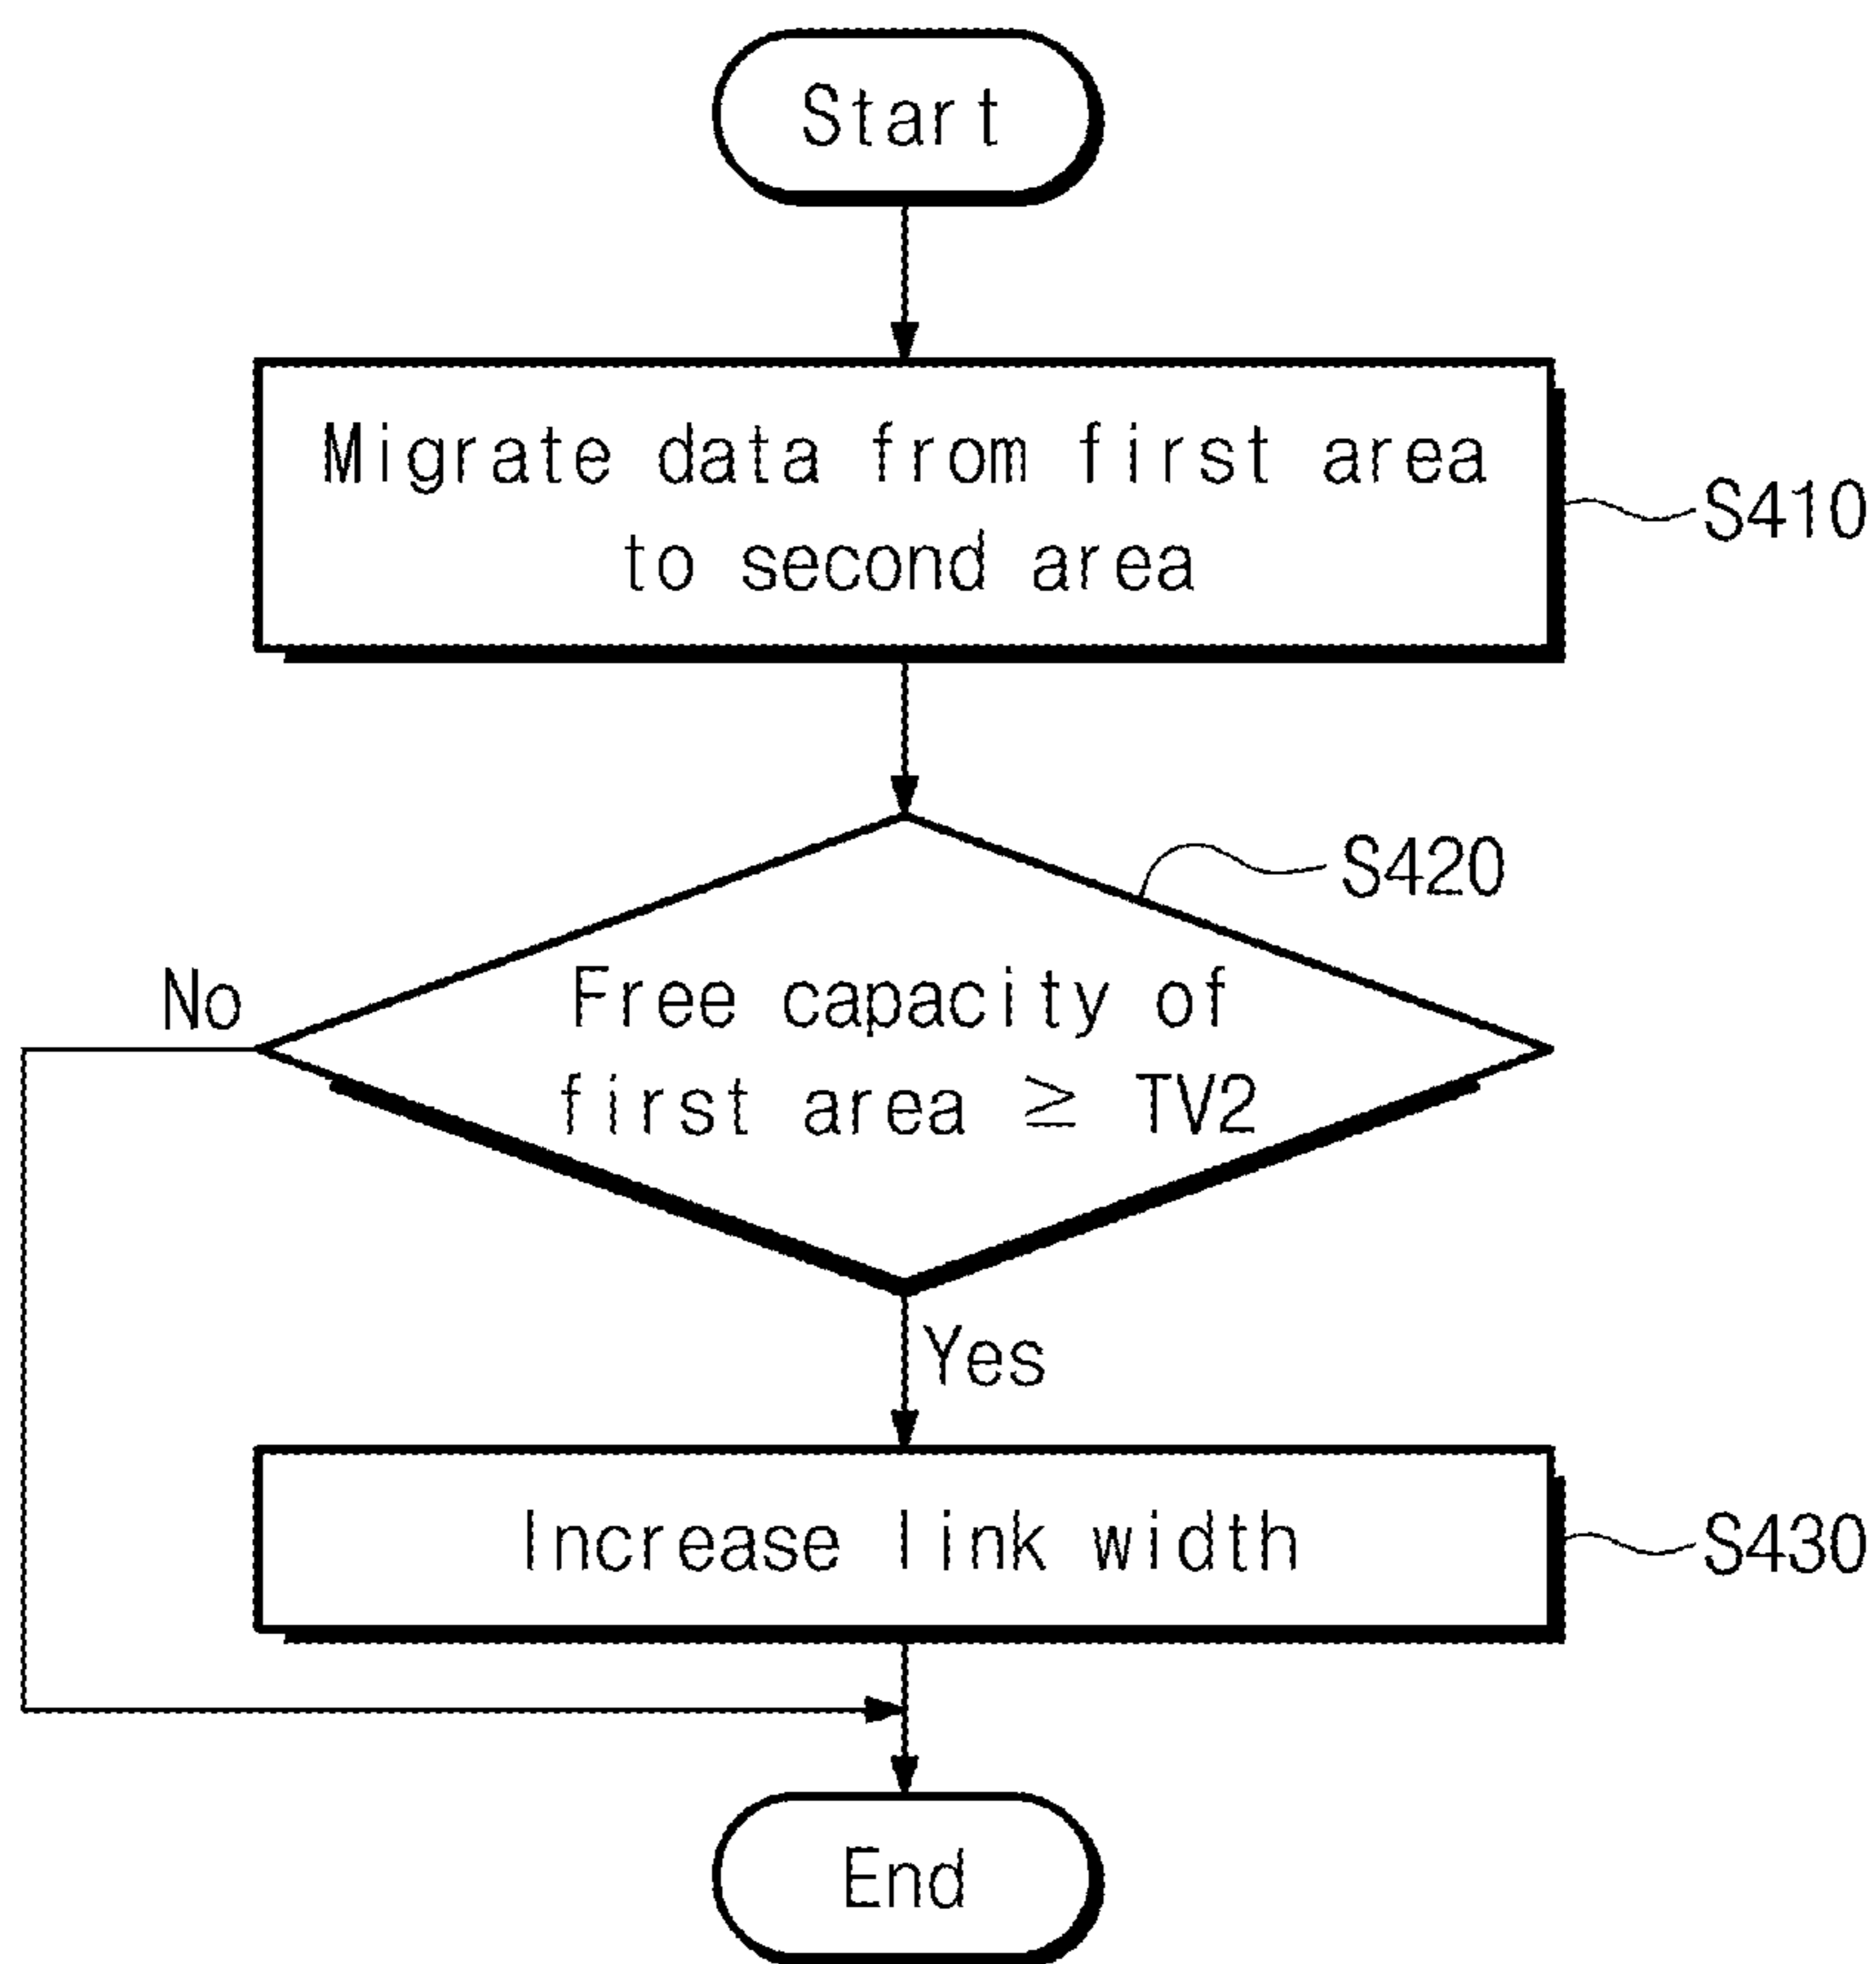 Start
Migrate data from first area
to second area
S410
S420
No
Free capacity of
first area ≥ TV2
Yes
Increase link width
S430
End